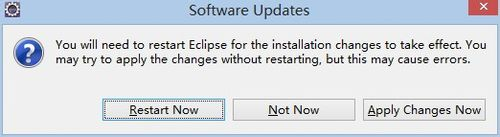 Software Updates
You will need to restart Eclipse for the installation changes to take effect. You
may try to apply the changes without restarting, but this may cause errors.
Restart Now Not Now Apply Changes Now